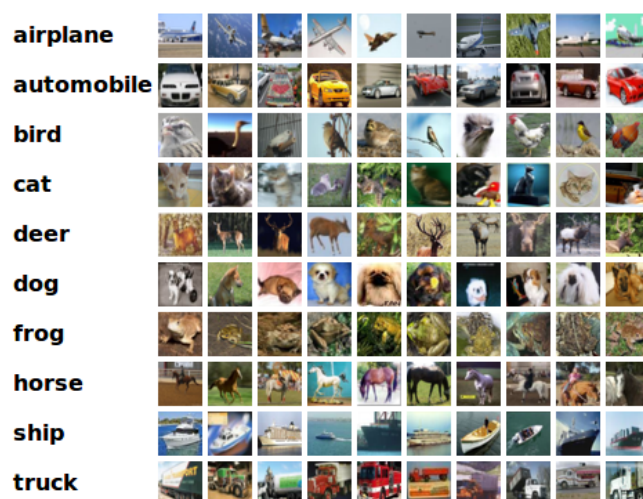 airplane
automobile
bird
cat
deer
dog
frog
horse
ship
truck